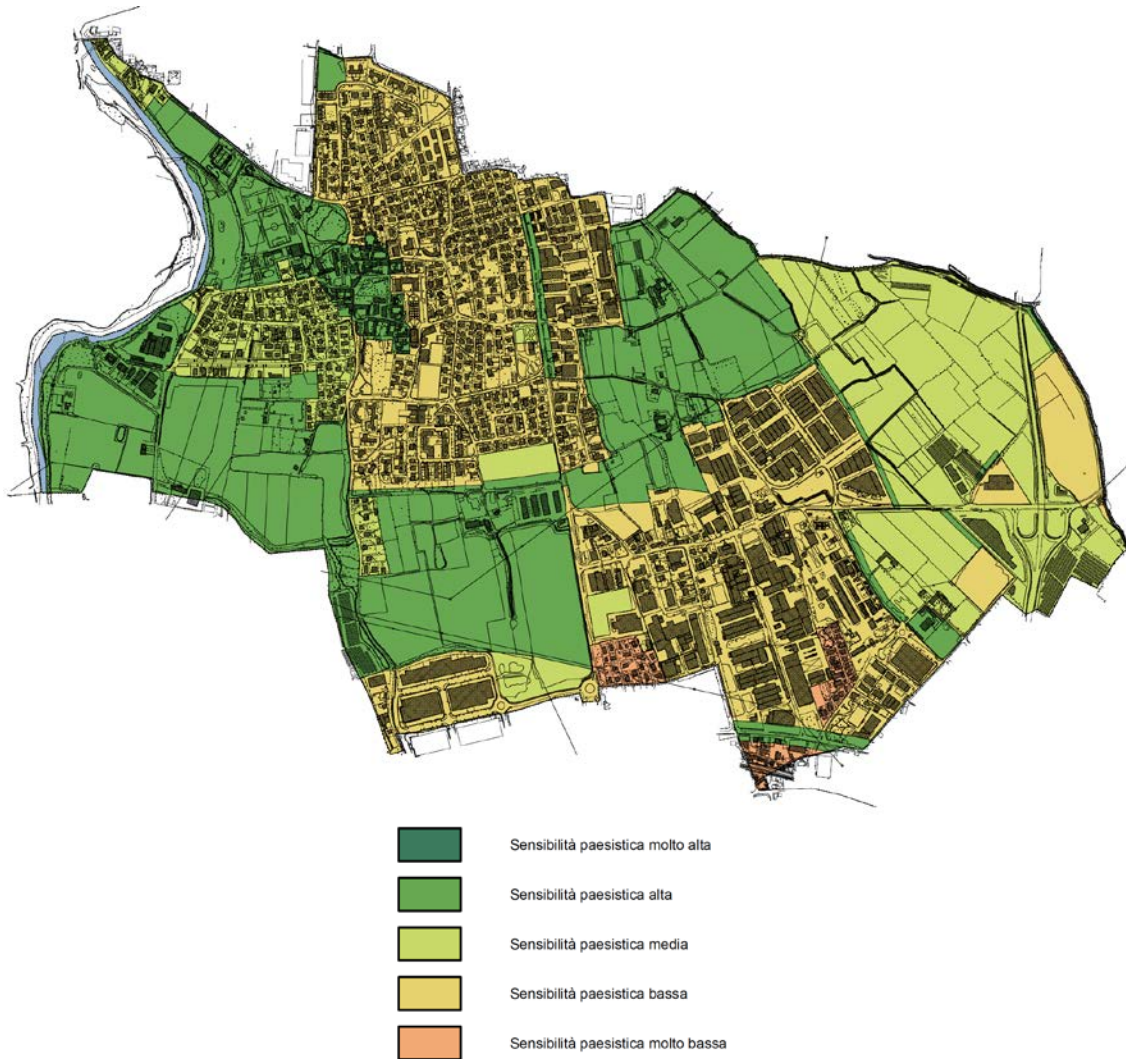 Sensibilità paesistica molto alta
Sensibilità paesistica alta
Sensibilità paesistica media
Sensibilità paesistica bassa
Sensibilità paesistica molto bassa